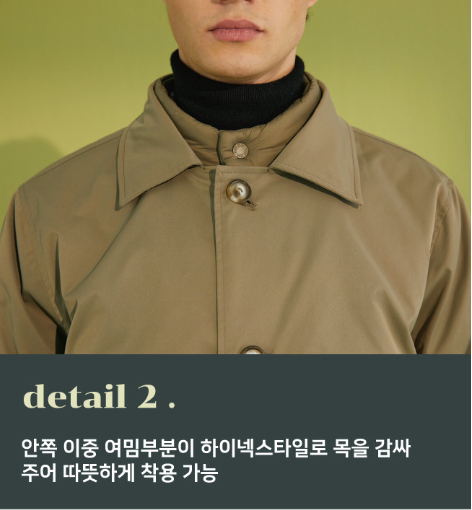 detail 2 .
안쪽 이중 여밈부분이 하이넥스타일로 목을 감싸
주어 따뜻하게 착용 가능